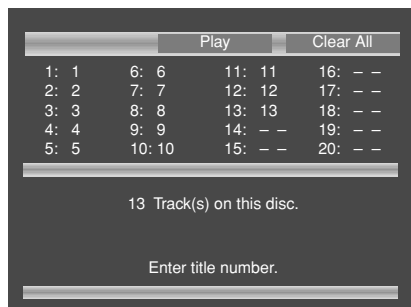 Play Clear All
1: 1 6: 6 11: 11 16: – –
2: 2 7: 7 12: 12 17: – –
3: 3 8: 8 13: 13 18: – –
4: 4 9: 9 14: – – 19: – –
5: 5 10: 10 15: – – 20: – –
13 Track(s) on this disc.
Enter title number.